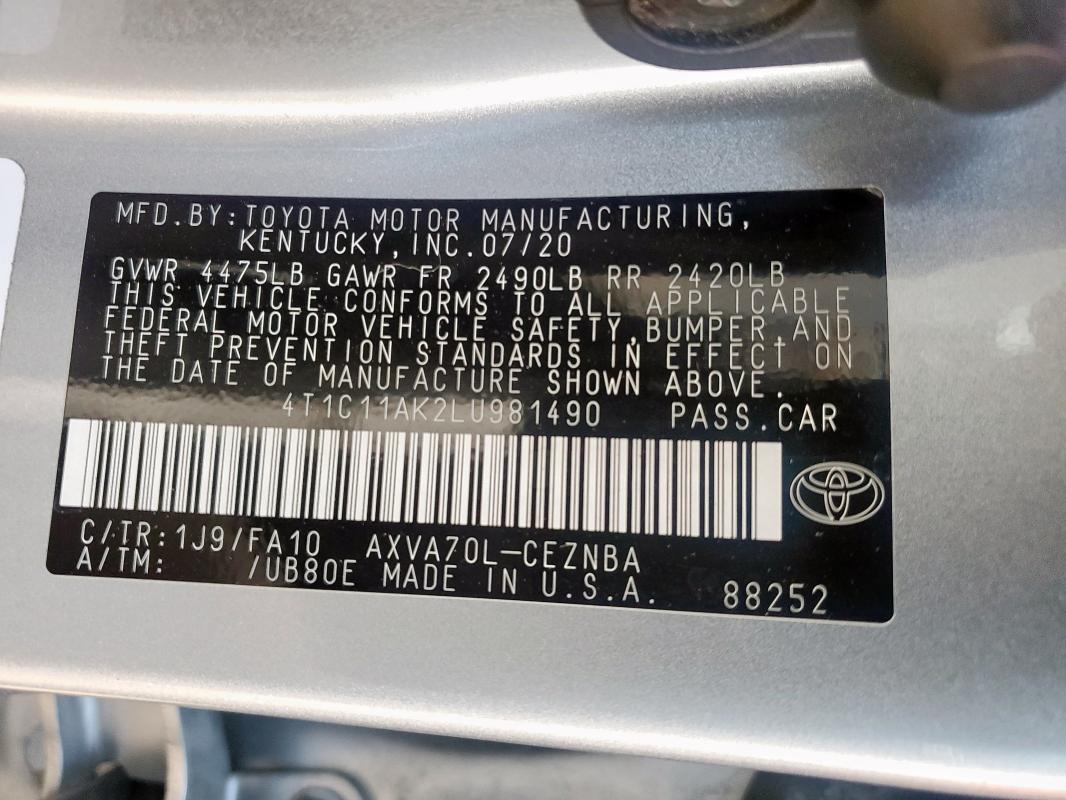 MFD.BY:TOYOTA MOTOR MANUFACTURING,
KENTUCKY,INC.07/20
GVWR 4475LB GAWR FR 2490LB RR 2420LB
THIS VEHICLE CONFORMS TO ALL APPLICABLE
FEDERAL MOTOR VEHICLE SAFETY,BUMPER,AND
THEFT PREVENTION STANDARDS IN EFFECT ON
THE DATE OF MANUFACTURE SHOWN ABOVE.
4T1C11AK2LU981490 PASS.CAR
C/TR:1J9/FA10 AXVA70L-CEZNBA
A/TM: /UB80E MADE IN U.S.A. 88252